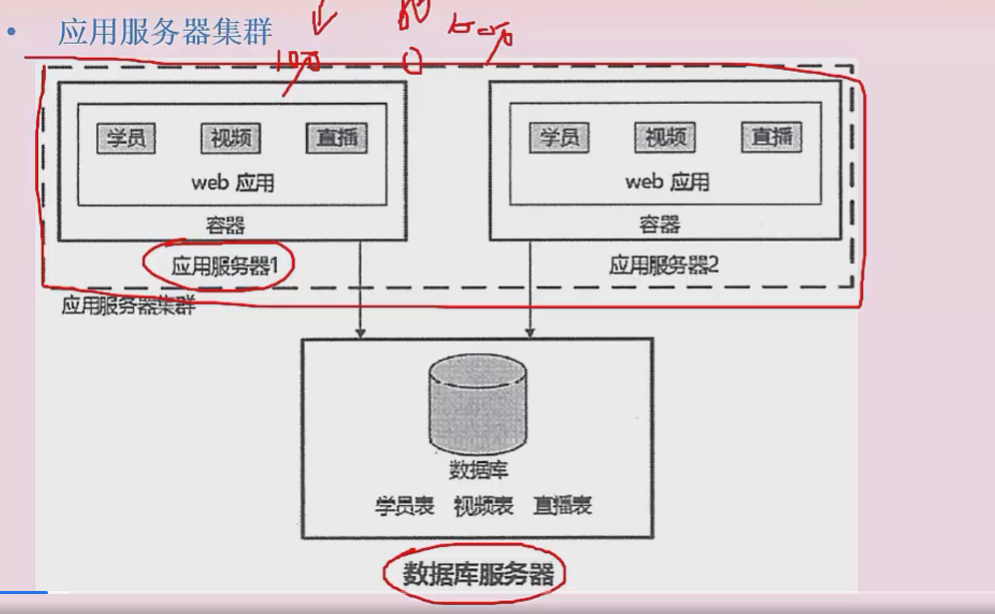 • 应用服务器集群
学员 视频 直播
web 应用
容器
应用服务器1
学员 视频 直播
web 应用
容器
应用服务器2
应用服务器集群
数据库
学员表 视频表 直播表
数据库服务器